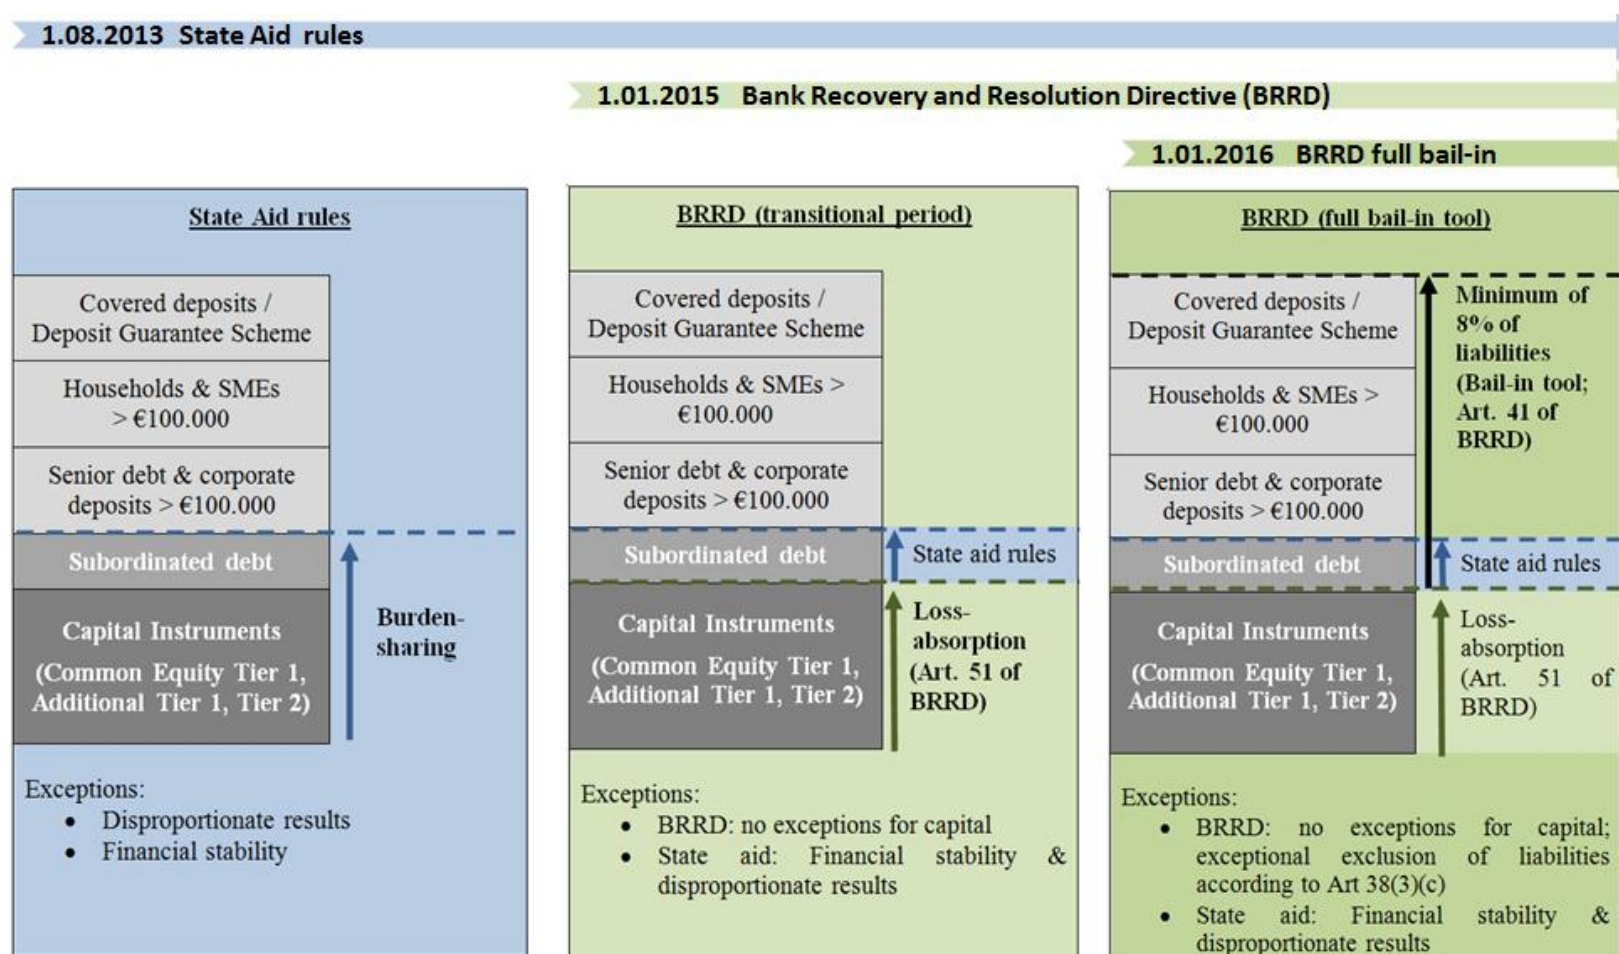 1.08.2013 State Aid rules
1.01.2015 Bank Recovery and Resolution Directive (BRRD)
1.01.2016 BRRD full bail-in
State Aid rules
Covered deposits /
Deposit Guarantee Scheme
Households & SMEs
> €100.000
Senior debt & corporate
deposits > €100.000
Subordinated debt
Capital Instruments
(Common Equity Tier 1,
Additional Tier 1, Tier 2)
Burden-
sharing
Exceptions:
• Disproportionate results
• Financial stability
BRRD (transitional period)
Covered deposits /
Deposit Guarantee Scheme
Households & SMEs >
€100.000
Senior debt & corporate
deposits > €100.000
Subordinated debt
State aid rules
Capital Instruments
(Common Equity Tier 1,
Additional Tier 1, Tier 2)
Loss-
absorption
(Art. 51 of
BRRD)
Exceptions:
• BRRD: no exceptions for capital
• State aid: Financial stability &
disproportionate results
BRRD (full bail-in tool)
Covered deposits /
Deposit Guarantee Scheme
Households & SMEs >
€100.000
Senior debt & corporate
deposits > €100.000
Minimum of
8% of
liabilities
(Bail-in tool;
Art. 41 of
BRRD)
Subordinated debt
State aid rules
Capital Instruments
(Common Equity Tier 1,
Additional Tier 1, Tier 2)
Loss-
absorption
(Art. 51 of
BRRD)
Exceptions:
• BRRD: no exceptions for capital;
exceptional exclusion of liabilities
according to Art 38(3)(c)
• State aid: Financial stability &
disproportionate results